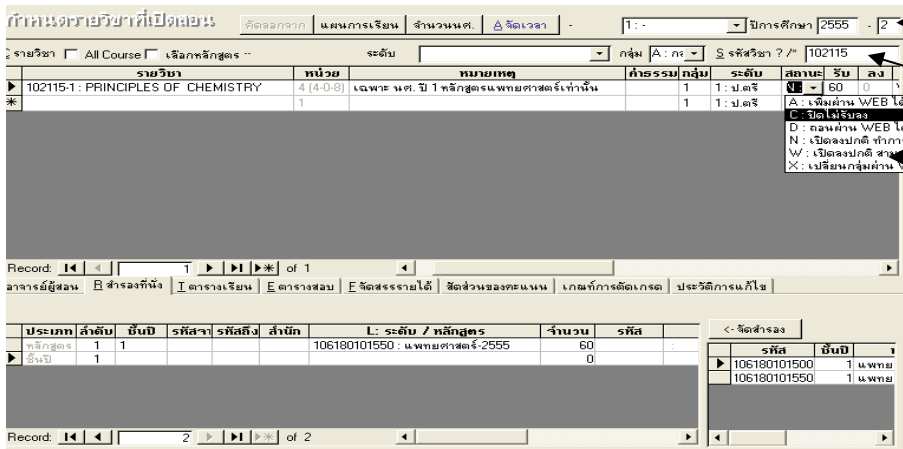 กำหนดรายวิชาที่เปิดสอน คัดลอกจาก แผนการเรียน จำนวนนศ. A จัดเวลา - 1: - ปีการศึกษา 2555 - 2
รายวิชา All Course เลือกหลักสูตร -- ระดับ กลุ่ม A : S รหัสวิชา ? /* 102115
รายวิชา หน่วย หมายเหตุ ค่าธรรม กลุ่ม ระดับ สถานะ รับ ลง
102115-1 : PRINCIPLES OF CHEMISTRY 4 (4-0-8) เฉพาะ นศ. ปี 1 หลักสูตรแพทยศาสตร์เท่านั้น 1 1 : ป.ตรี N : 60 0
1 1 1 : ป.ตรี
A : เพิ่มผ่าน WEB ได้
C : ปิดไม่รับลง
D : ถอนผ่าน WEB
N : เปิดลงปกติ
W : เปิดลงปกติ
X : เปลี่ยนกลุ่มผ่าน
Record: 1 of 1
อาจารย์ผู้สอน R สำรองที่นั่ง T ตารางเรียน E ตารางสอบ F จัดสรรรายได้ สัดส่วนของคะแนน เกณฑ์การตัดเกรด ประวัติการแก้ไข
ประเภท ลำดับ ชั้นปี รหัสจา รหัสถึง สำนัก L: ระดับ / หลักสูตร จำนวน รหัส <- จัดสำรอง
หลักสูตร 1 1 106180101550 : แพทยศาสตร์-2555 60 :
ชั้นปี 1 0
รหัส ชั้นปี
106180101500 1 แพทย
106180101550 1 แพทย
Record: 2 of 2